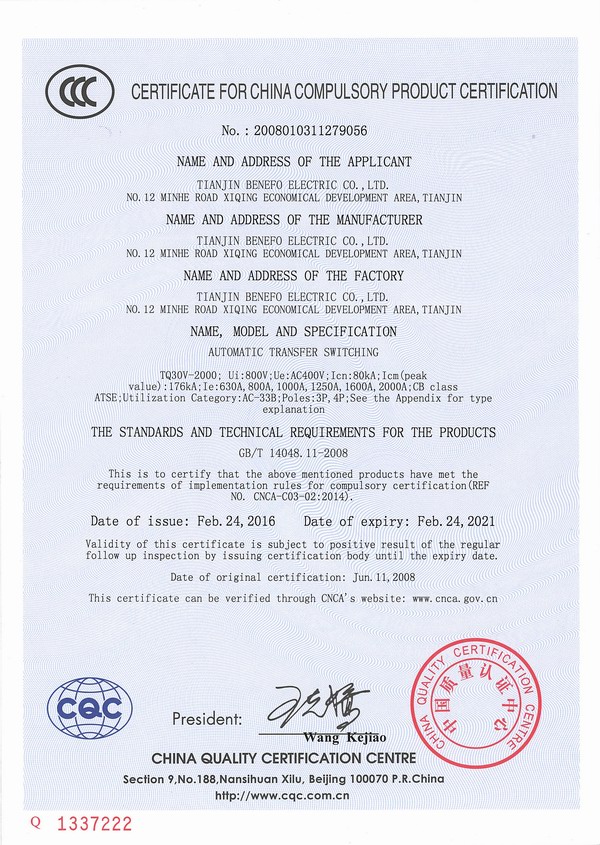 CCC
CERTIFICATE FOR CHINA COMPULSORY PRODUCT CERTIFICATION
No.: 2008010311279056
NAME AND ADDRESS OF THE APPLICANT
TIANJIN BENEFO ELECTRIC CO.,LTD.
NO.12 MINHE ROAD XIQING ECONOMICAL DEVELOPMENT AREA,TIANJIN
NAME AND ADDRESS OF THE MANUFACTURER
TIANJIN BENEFO ELECTRIC CO.,LTD.
NO.12 MINHE ROAD XIQING ECONOMICAL DEVELOPMENT AREA,TIANJIN
NAME AND ADDRESS OF THE FACTORY
TIANJIN BENEFO ELECTRIC CO.,LTD.
NO.12 MINHE ROAD XIQING ECONOMICAL DEVELOPMENT AREA,TIANJIN
NAME, MODEL AND SPECIFICATION
AUTOMATIC TRANSFER SWITCHING
TQ30V-2000; Ui:800V;Ue:AC400V;Icn:80kA;Icm(peak
value):176kA;Ie:630A,800A,1000A,1250A,1600A,2000A;CB class
ATSE;Utilization Category:AC-33B;Poles:3P,4P;See the Appendix for type
explanation
THE STANDARDS AND TECHNICAL REQUIREMENTS FOR THE PRODUCTS
GB/T 14048.11-2008
This is to certify that the above mentioned products have met the
requirements of implementation rules for compulsory certification(REF
NO. CNCA-C03-02:2014).
Date of issue: Feb.24,2016 Date of expiry: Feb.24,2021
Validity of this certificate is subject to positive result of the regular
follow up inspection by issuing certification body until the expiry date.
Date of original certification: Jun.11,2008
This certificate can be verified through CNCA's website: www.cnca.gov.cn
CQC
President:
王克娇
Wang Kejiao
CHINA QUALITY CERTIFICATION CENTRE
中国质量认证中心
CHINA QUALITY CERTIFICATION CENTRE
Section 9,No.188,Nansihuan Xilu, Beijing 100070 P.R.China
http://www.cqc.com.cn
Q 1337222